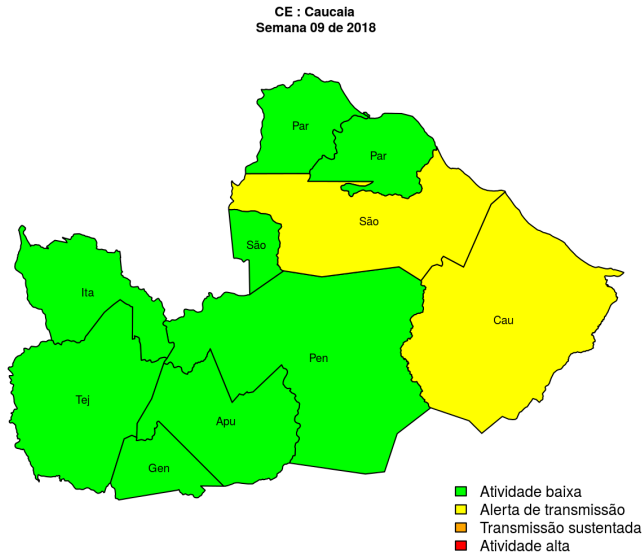 CE : Caucaia
Semana 09 de 2018
Par
Par
São
São
Ita
Cau
Pen
Tej
Apu
Gen
Atividade baixa
Alerta de transmissão
Transmissão sustentada
Atividade alta